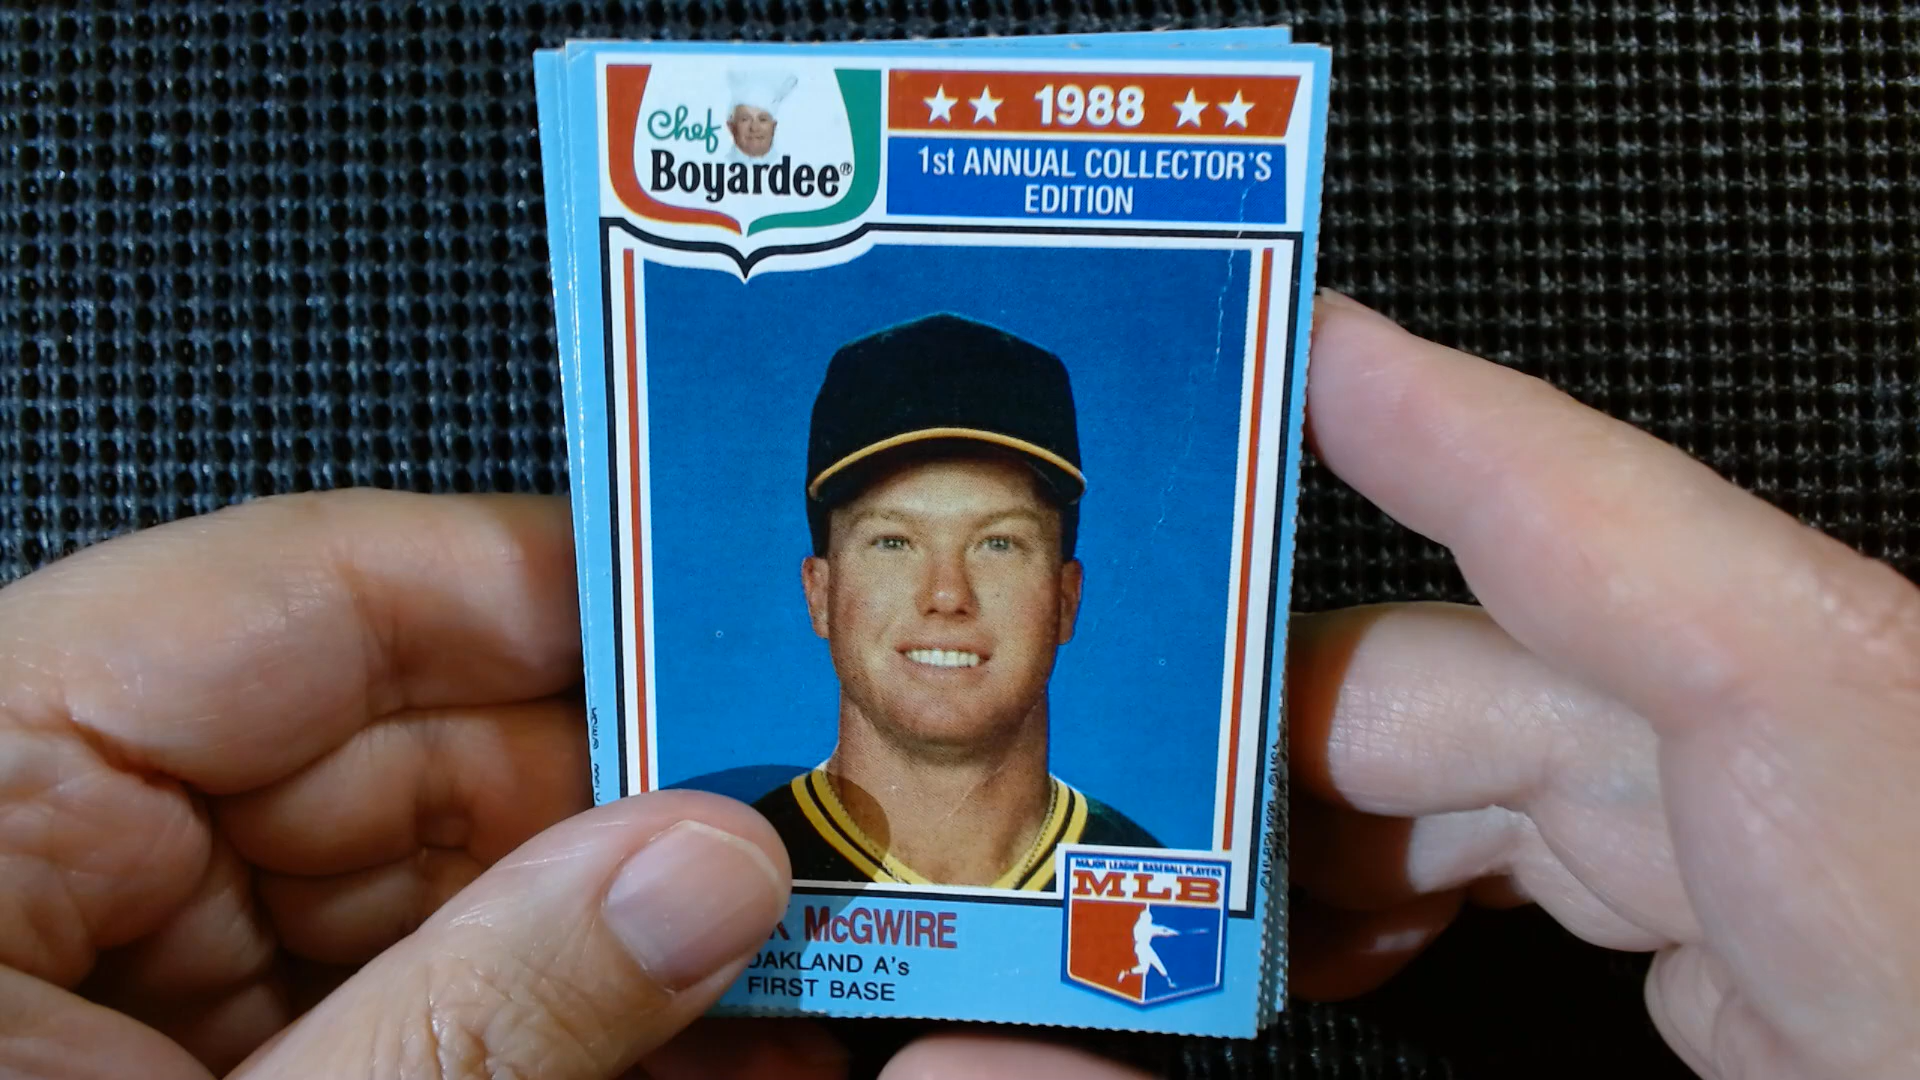 Chef
Boyardee®
★★ 1988 ★★
1st ANNUAL COLLECTOR'S
EDITION
MAJOR LEAGUE BASEBALL PLAYERS
MLB
K McGWIRE
OAKLAND A's
FIRST BASE